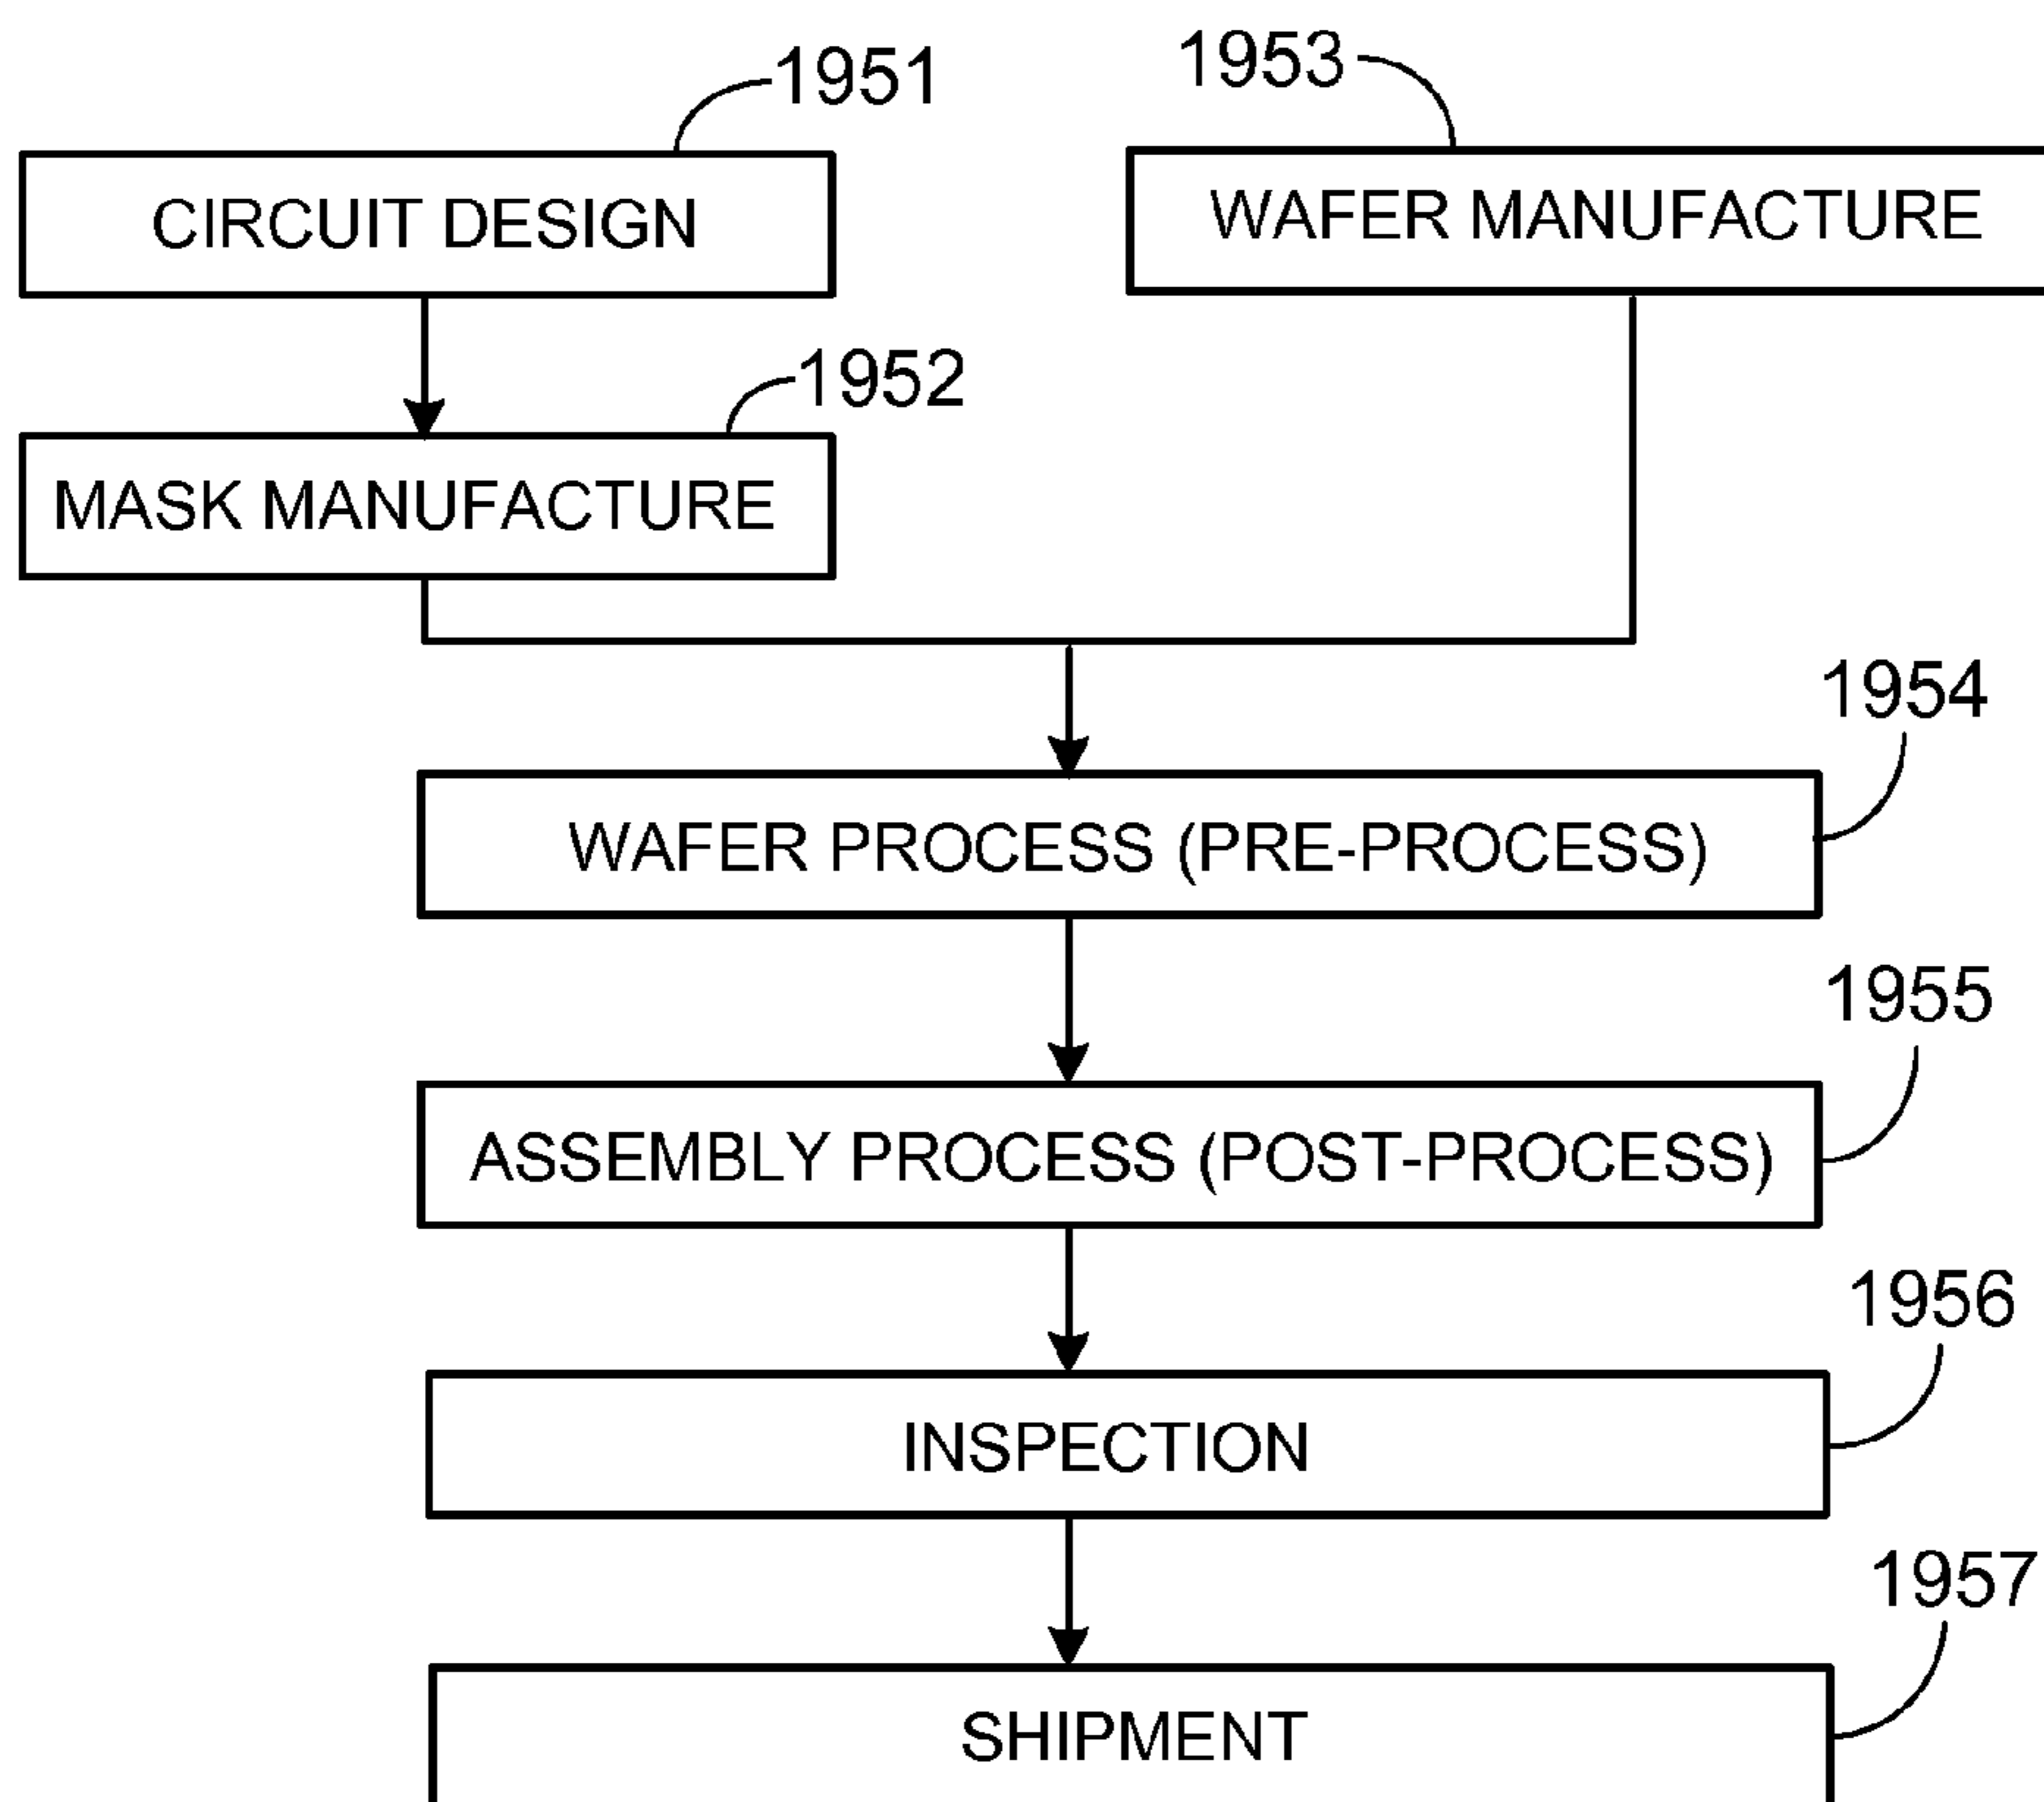 1951
1953
CIRCUIT DESIGN
WAFER MANUFACTURE
1952
MASK MANUFACTURE
1954
WAFER PROCESS (PRE-PROCESS)
1955
ASSEMBLY PROCESS (POST-PROCESS)
1956
INSPECTION
1957
SHIPMENT